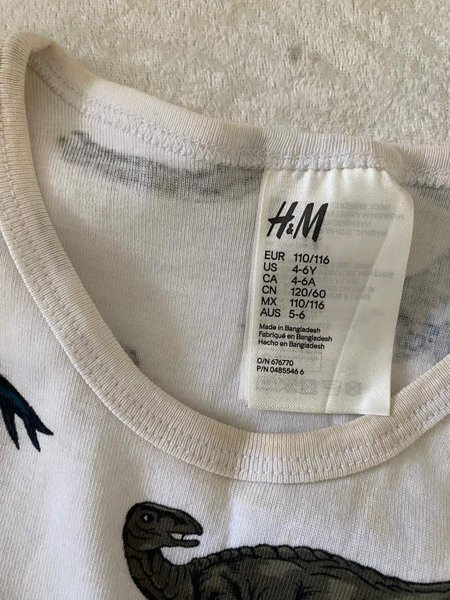 H&M
EUR 110/116
US 4-6Y
CA 4-6A
CN 120/60
MX 110/116
AUS 5-6
Made in Bangladesh
Fabriqué en Bangladesh
Hecho en Bangladesh
O/N 676770
P/N 0485546 6